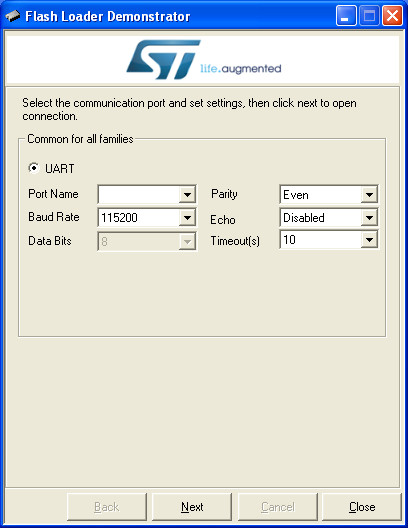 Flash Loader Demonstrator
life.augmented
Select the communication port and set settings, then click next to open
connection.
Common for all families
UART
Port Name
Parity
Even
Baud Rate
115200
Echo
Disabled
Data Bits
8
Timeout(s)
10
Back
Next
Cancel
Close